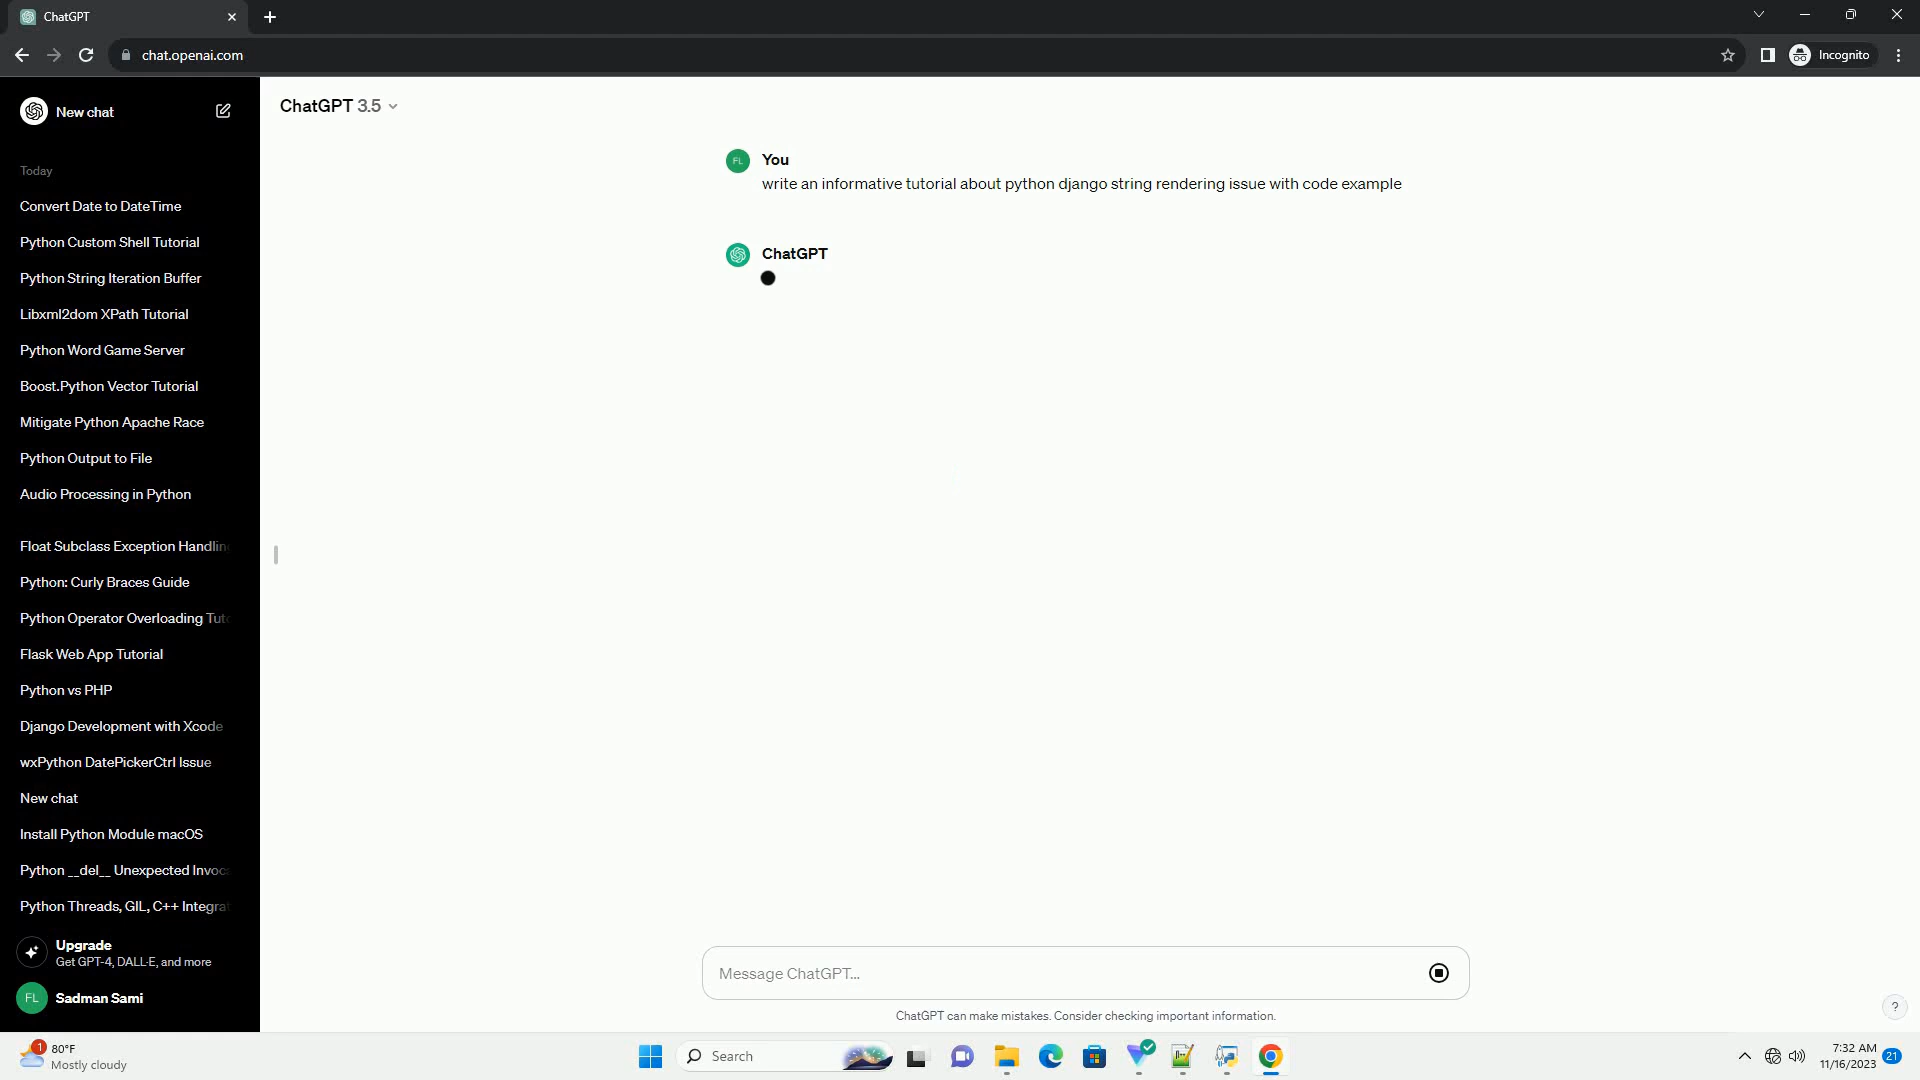 ChatGPT
chat.openai.com
Incognito
New chat
ChatGPT 3.5
Today
Convert Date to DateTime
Python Custom Shell Tutorial
Python String Iteration Buffer
Libxml2dom XPath Tutorial
Python Word Game Server
Boost.Python Vector Tutorial
Mitigate Python Apache Race
Python Output to File
Audio Processing in Python
Float Subclass Exception Handlin
Python: Curly Braces Guide
Python Operator Overloading Tuto
Flask Web App Tutorial
Python vs PHP
Django Development with Xcode
wxPython DatePickerCtrl Issue
New chat
Install Python Module macOS
Python __del__ Unexpected Invoc
Python Threads, GIL, C++ Integrat
Upgrade
Get GPT-4, DALL·E, and more
FL
Sadman Sami
FL
You
write an informative tutorial about python django string rendering issue with code example
ChatGPT
Message ChatGPT...
ChatGPT can make mistakes. Consider checking important information.
?
1
80°F
Mostly cloudy
Search
7:32 AM
11/16/2023
21